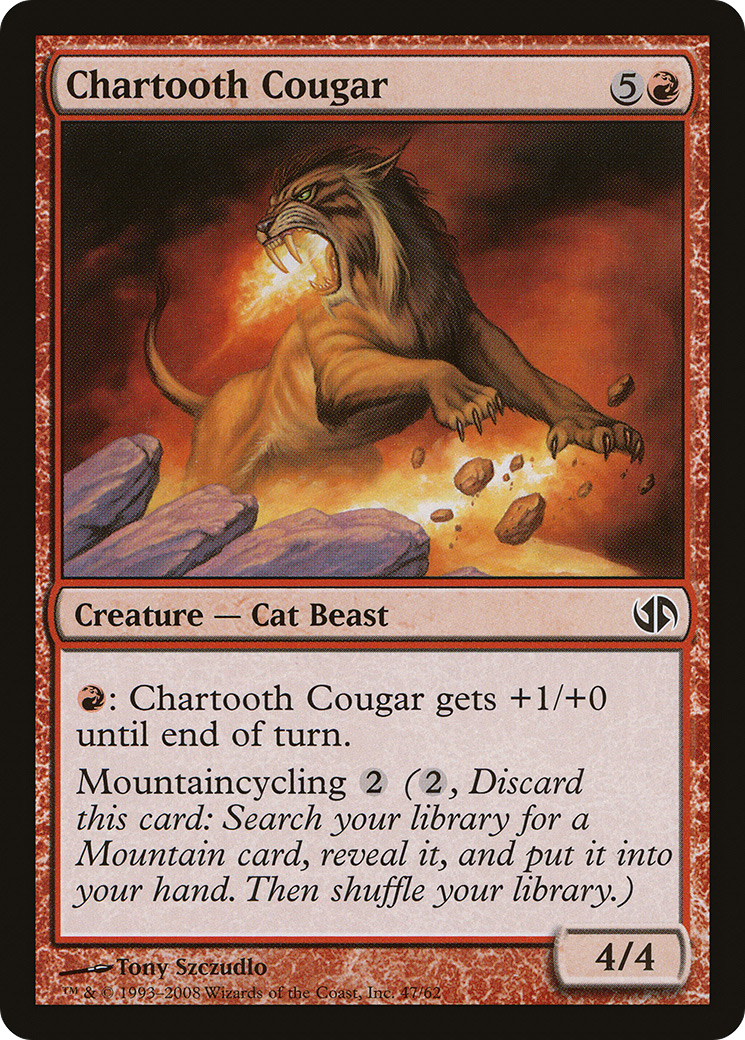 Chartooth Cougar 5
Creature — Cat Beast
: Chartooth Cougar gets +1/+0
until end of turn.
Mountaincycling 2 (2, Discard
this card: Search your library for a
Mountain card, reveal it, and put it into
your hand. Then shuffle your library.)
4/4
Tony Szczudlo
™ & © 1993–2008 Wizards of the Coast, Inc. 47/62